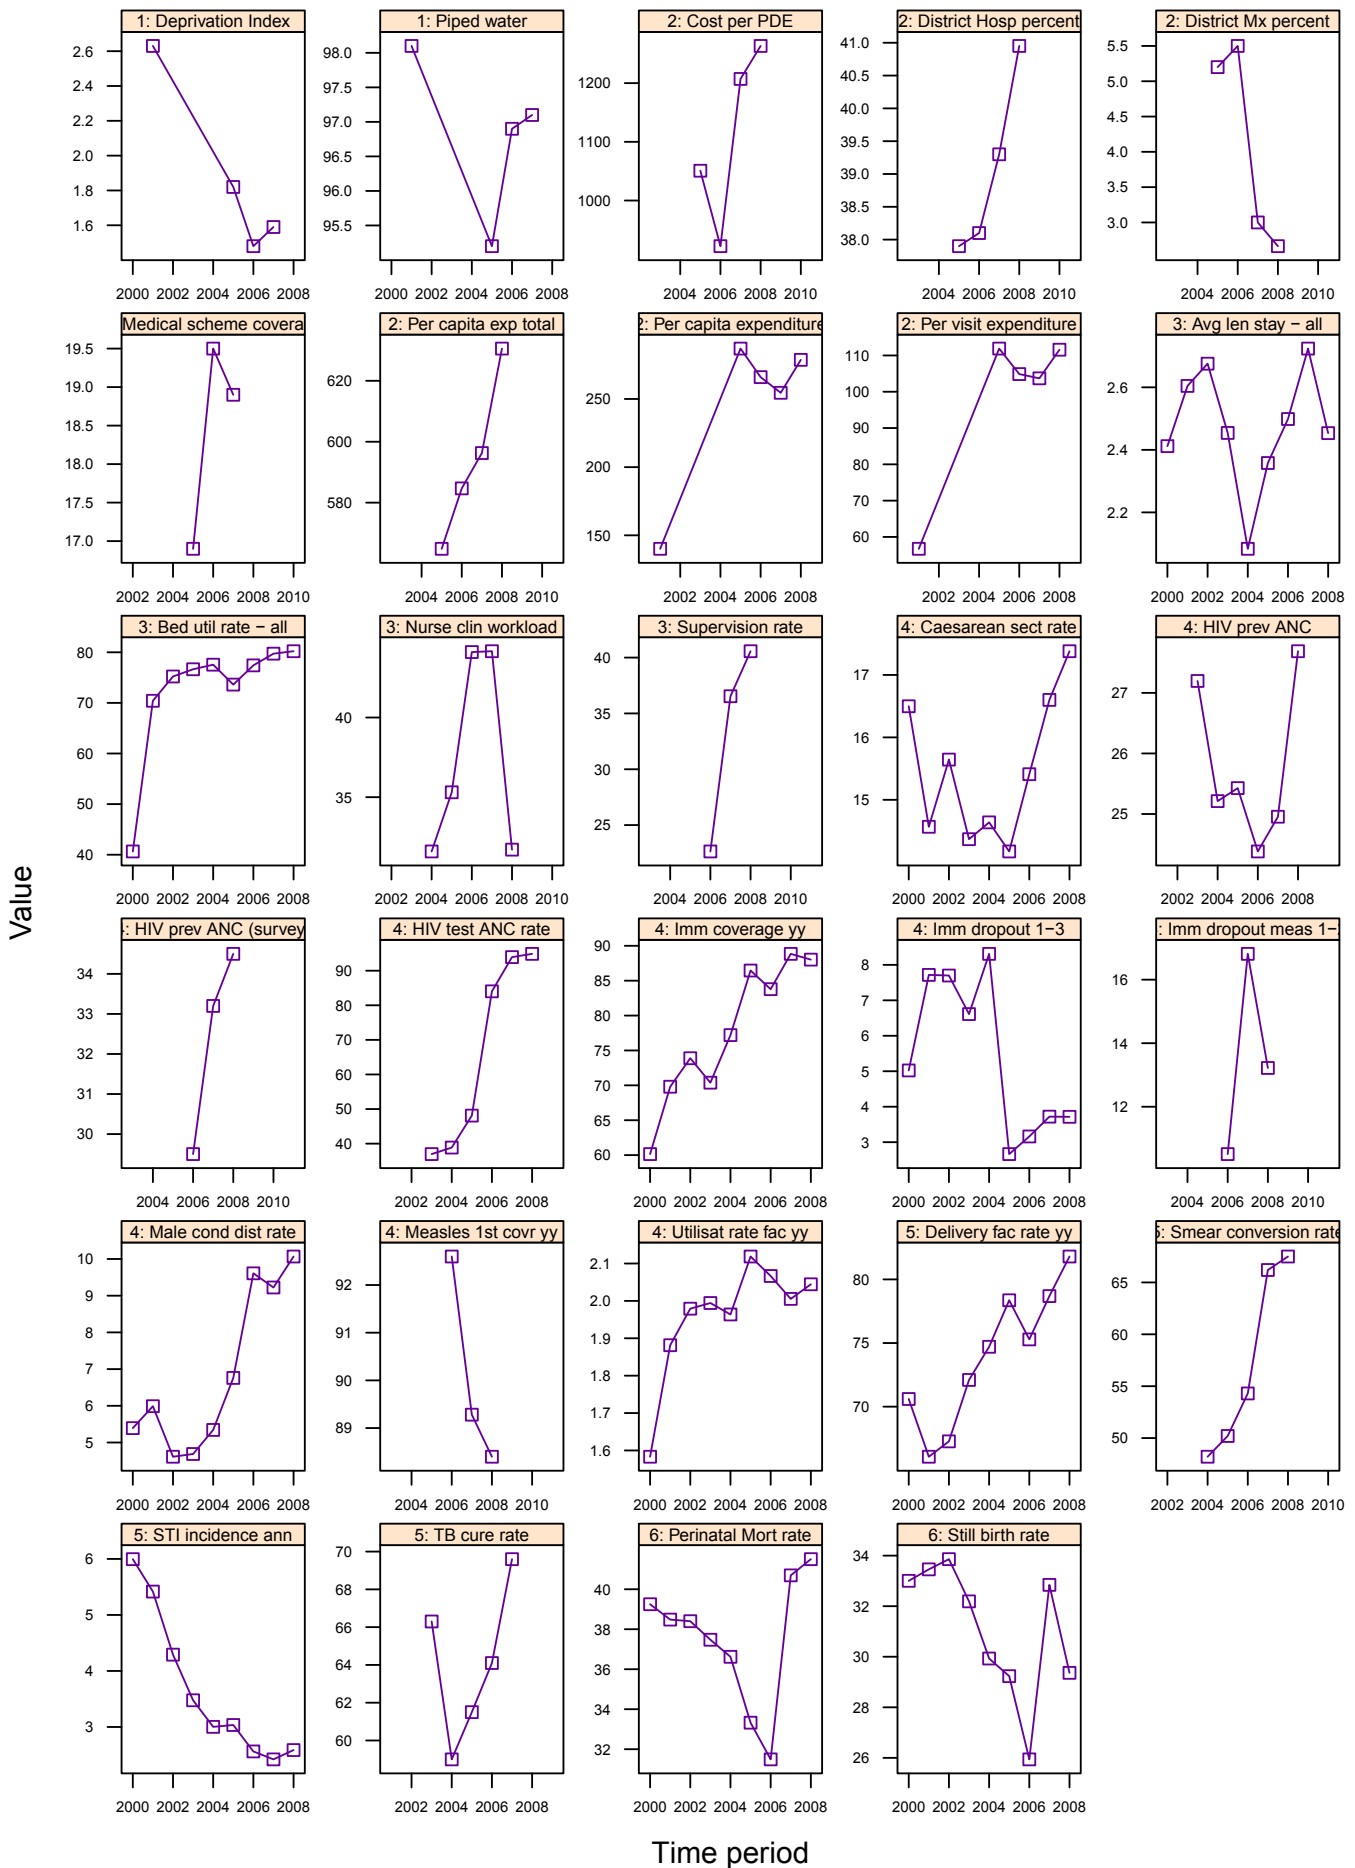 1: Deprivation Index
2.6
2.4
2.2
2.0
1.8
1.6
2000 2002 2004 2006 2008
1: Piped water
98.0
97.5
97.0
96.5
96.0
95.5
2000 2002 2004 2006 2008
2: Cost per PDE
1200
1100
1000
2004 2006 2008 2010
2: District Hosp percent
41.0
40.5
40.0
39.5
39.0
38.5
38.0
2004 2006 2008 2010
2: District Mx percent
5.5
5.0
4.5
4.0
3.5
3.0
2004 2006 2008 2010
Medical scheme covera
19.5
19.0
18.5
18.0
17.5
17.0
2002 2004 2006 2008 2010
2: Per capita exp total
620
600
580
2004 2006 2008 2010
2: Per capita expenditure
250
200
150
2002 2004 2006 2008
2: Per visit expenditure
110
100
90
80
70
60
2002 2004 2006 2008
3: Avg len stay − all
2.6
2.4
2.2
2000 2002 2004 2006 2008
3: Bed util rate − all
80
70
60
50
40
2000 2002 2004 2006 2008
3: Nurse clin workload
40
35
2002 2004 2006 2008 2010
3: Supervision rate
40
35
30
25
2004 2006 2008 2010
4: Caesarean sect rate
17
16
15
2000 2002 2004 2006 2008
4: HIV prev ANC
27
26
25
2002 2004 2006 2008
Value
: HIV prev ANC (survey
34
33
32
31
30
2004 2006 2008 2010
4: HIV test ANC rate
90
80
70
60
50
40
2002 2004 2006 2008
4: Imm coverage yy
90
85
80
75
70
65
60
2000 2002 2004 2006 2008
4: Imm dropout 1−3
8
7
6
5
4
3
2000 2002 2004 2006 2008
: Imm dropout meas 1−
16
14
12
2004 2006 2008 2010
4: Male cond dist rate
10
9
8
7
6
5
2000 2002 2004 2006 2008
4: Measles 1st covr yy
92
91
90
89
2004 2006 2008 2010
4: Utilisat rate fac yy
2.1
2.0
1.9
1.8
1.7
1.6
2000 2002 2004 2006 2008
5: Delivery fac rate yy
80
75
70
2000 2002 2004 2006 2008
5: Smear conversion rate
65
60
55
50
2002 2004 2006 2008 2010
5: STI incidence ann
6
5
4
3
2000 2002 2004 2006 2008
5: TB cure rate
70
68
66
64
62
60
2002 2004 2006 2008
6: Perinatal Mort rate
40
38
36
34
32
2000 2002 2004 2006 2008
6: Still birth rate
34
32
30
28
26
2000 2002 2004 2006 2008
Time period